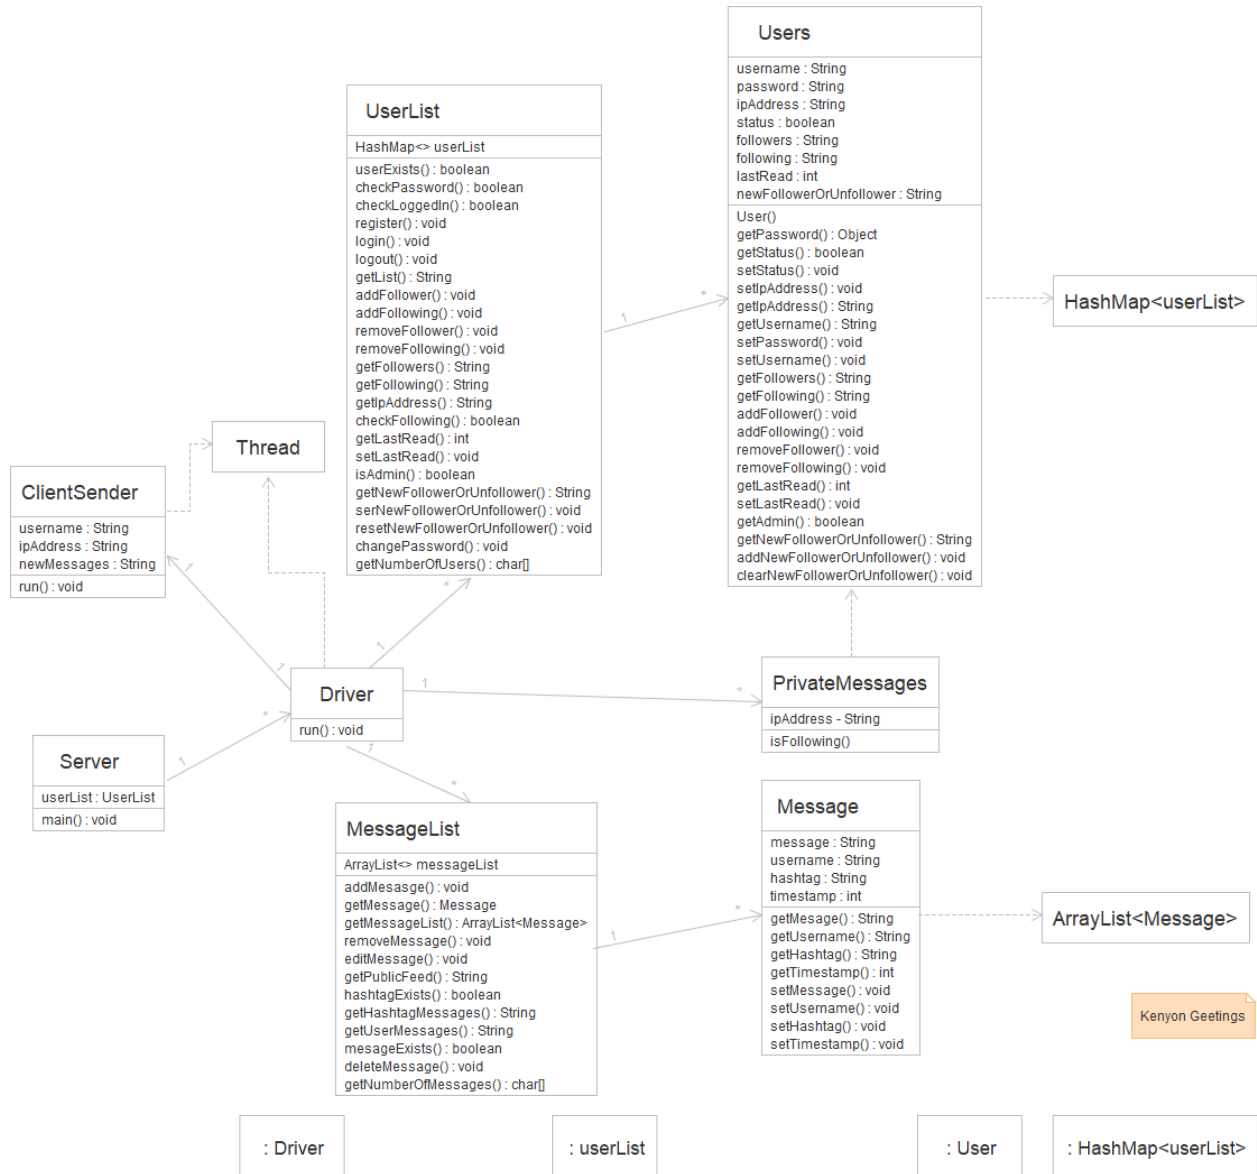 Users
username : String
password : String
ipAddress : String
status : boolean
followers : String
following : String
lastRead : int
newFollowerOrUnfollower : String
User()
getPassword() : Object
getStatus() : boolean
setStatus() : void
setIpAddress() : void
getIpAddress() : String
getUsername() : String
setPassword() : void
setUsername() : void
getFollowers() : String
getFollowing() : String
addFollower() : void
addFollowing() : void
removeFollower() : void
removeFollowing() : void
getLastRead() : int
setLastRead() : void
getAdmin() : boolean
getNewFollowerOrUnfollower() : String
addNewFollowerOrUnfollower() : void
clearNewFollowerOrUnfollower() : void
UserList
HashMap<> userList
userExists() : boolean
checkPassword() : boolean
checkLoggedIn() : boolean
register() : void
login() : void
logout() : void
getList() : String
addFollower() : void
addFollowing() : void
removeFollower() : void
removeFollowing() : void
getFollowers() : String
getFollowing() : String
getIpAddress() : String
checkFollowing() : boolean
getLastRead() : int
setLastRead() : void
isAdmin() : boolean
getNewFollowerOrUnfollower() : String
serNewFollowerOrUnfollower() : void
resetNewFollowerOrUnfollower() : void
changePassword() : void
getNumberOfUsers() : char[]
1
*
HashMap<userList>
Thread
ClientSender
username : String
ipAddress : String
newMessages : String
run() : void
1
1
1
*
Driver
run() : void
1
*
PrivateMessages
ipAddress - String
isFollowing()
Server
userList : UserList
main() : void
1
*
1
*
MessageList
ArrayList<> messageList
addMesasge() : void
getMessage() : Message
getMessageList() : ArrayList<Message>
removeMessage() : void
editMessage() : void
getPublicFeed() : String
hashtagExists() : boolean
getHashtagMessages() : String
getUserMessages() : String
mesageExists() : boolean
deleteMessage() : void
getNumberOfMessages() : char[]
1
*
Message
message : String
username : String
hashtag : String
timestamp : int
getMesage() : String
getUsername() : String
getHashtag() : String
getTimestamp() : int
setMessage() : void
setUsername() : void
setHashtag() : void
setTimestamp() : void
ArrayList<Message>
Kenyon Geetings
: Driver
: userList
: User
: HashMap<userList>